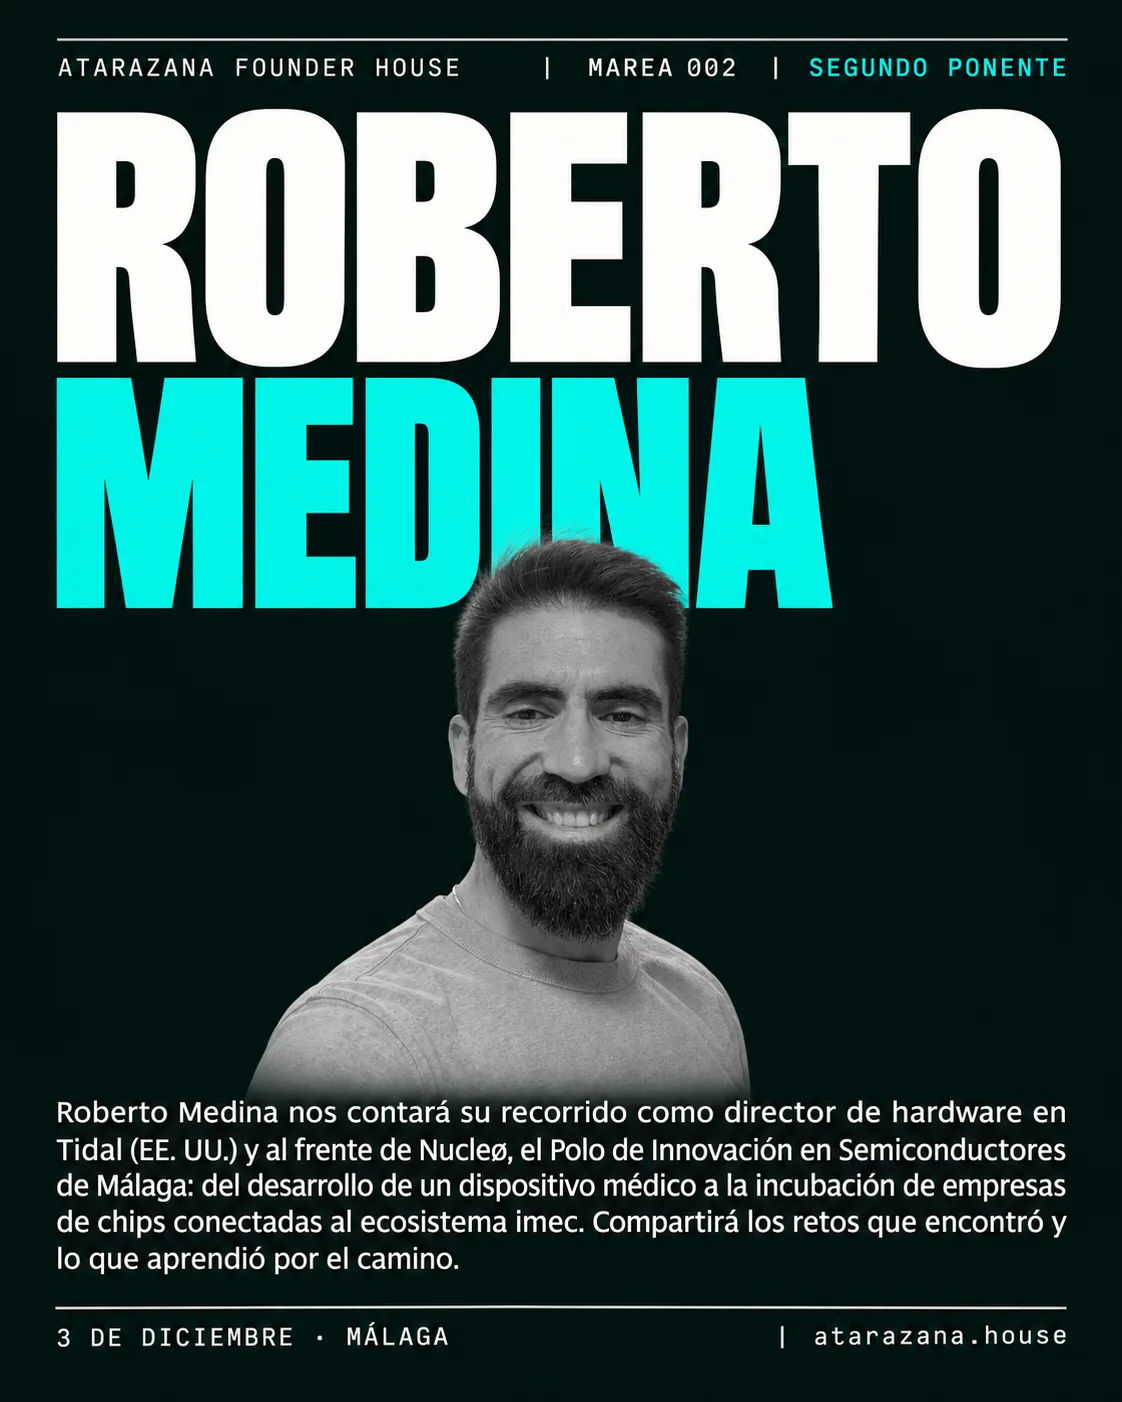 ATARAZANA FOUNDER HOUSE | MAREA 002 | SEGUNDO PONENTE
ROBERTO
MEDINA
Roberto Medina nos contará su recorrido como director de hardware en
Tidal (EE. UU.) y al frente de Nucleø, el Polo de Innovación en Semiconductores
de Málaga: del desarrollo de un dispositivo médico a la incubación de empresas
de chips conectadas al ecosistema imec. Compartirá los retos que encontró y
lo que aprendió por el camino.
3 DE DICIEMBRE · MÁLAGA | atarazana.house